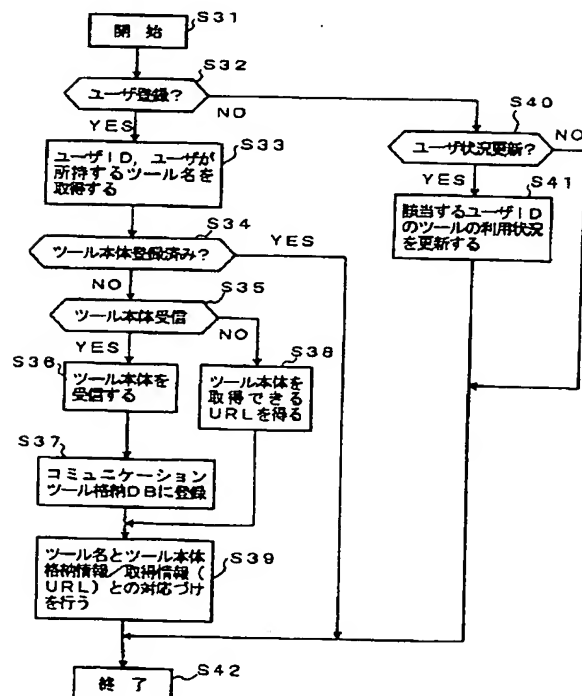 S31
開 始
S32
ユーザ登録?
NO
YES
S33
ユーザID,ユーザが
所持するツール名を
取得する
S34
ツール本体登録済み?
YES
NO
S35
ツール本体受信
NO
YES
S36
ツール本体を
受信する
S38
ツール本体を
取得できる
URLを得る
S37
コミュニケーション
ツール格納DBに登録
S39
ツール名とツール本体
格納情報/取得情報(
URL)との対応づけ
を行う
S40
ユーザ状況更新?
NO
YES
S41
該当するユーザID
のツールの利用状況
を更新する
S42
終 了